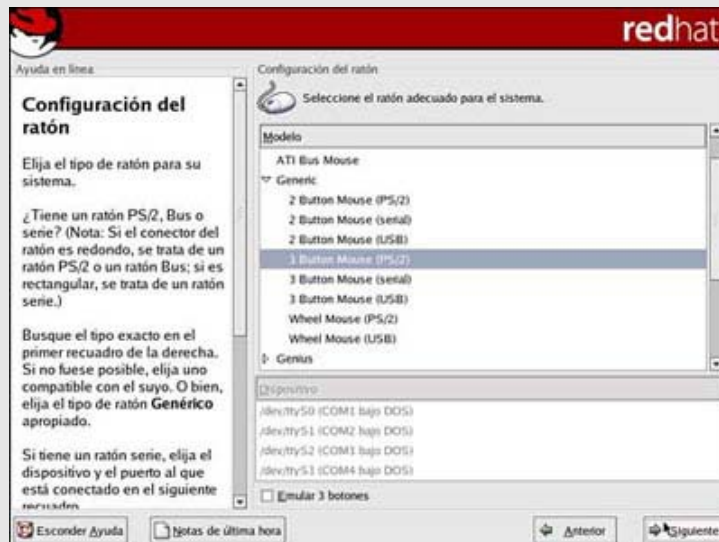 redhat
Ayuda en línea
Configuración del
ratón
Elija el tipo de ratón para su
sistema.
¿Tiene un ratón PS/2, Bus o
serie? (Nota: Si el conector del
ratón es redondo, se trata de un
ratón PS/2 o un ratón Bus; si es
rectangular, se trata de un ratón
serie.)
Busque el tipo exacto en el
primer recuadro de la derecha.
Si no fuese posible, elija uno
compatible con el suyo. O bien,
elija el tipo de ratón Genérico
apropiado.
Si tiene un ratón serie, elija el
dispositivo y el puerto al que
está conectado en el siguiente
recuadro
Configuración del ratón
Seleccione el ratón adecuado para el sistema.
Modelo
ATI Bus Mouse
Generic
2 Button Mouse (PS/2)
2 Button Mouse (serial)
2 Button Mouse (USB)
3 Button Mouse (PS/2)
3 Button Mouse (serial)
3 Button Mouse (USB)
Wheel Mouse (PS/2)
Wheel Mouse (USB)
Genius
Dispositivo
/dev/ttyS0 (COM1 bajo DOS)
/dev/ttyS1 (COM2 bajo DOS)
/dev/ttyS2 (COM3 bajo DOS)
/dev/ttyS3 (COM4 bajo DOS)
Emular 3 botones
Esconder Ayuda
Notas de última hora
Anterior
Siguiente